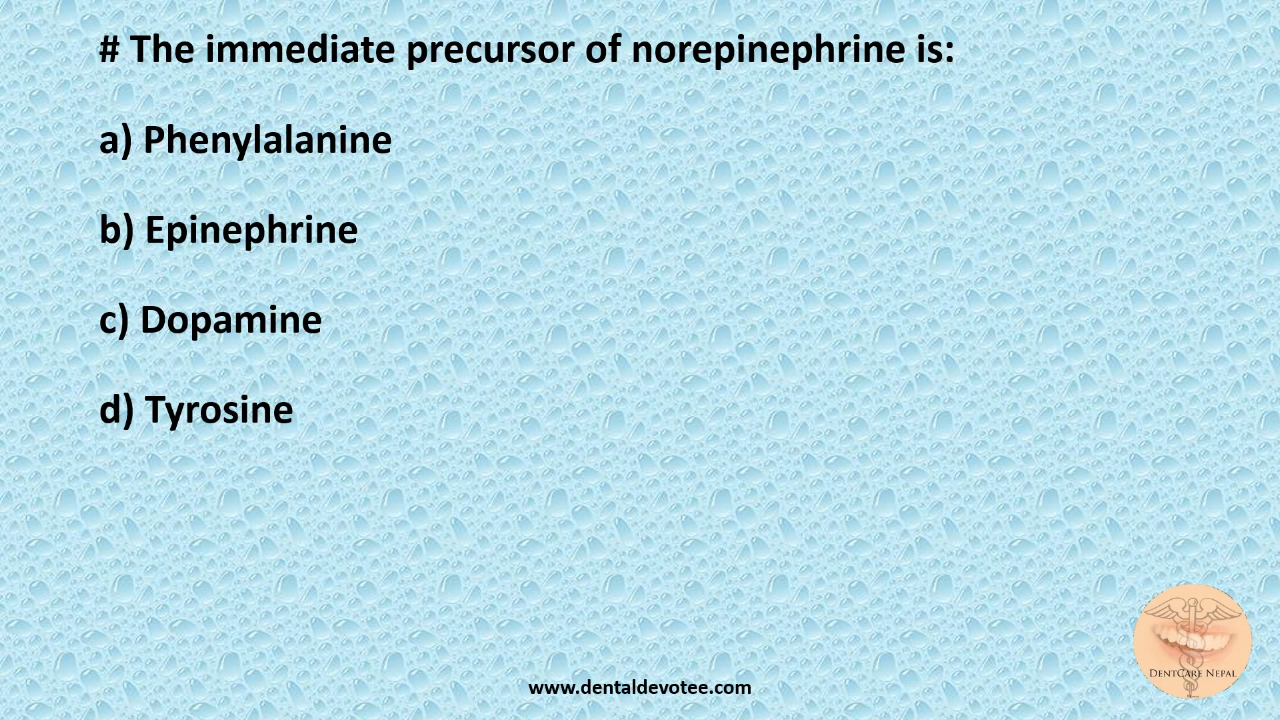 # The immediate precursor of norepinephrine is:
a) Phenylalanine
b) Epinephrine
c) Dopamine
d) Tyrosine
www.dentaldevotee.com
DENTCARE NEPAL